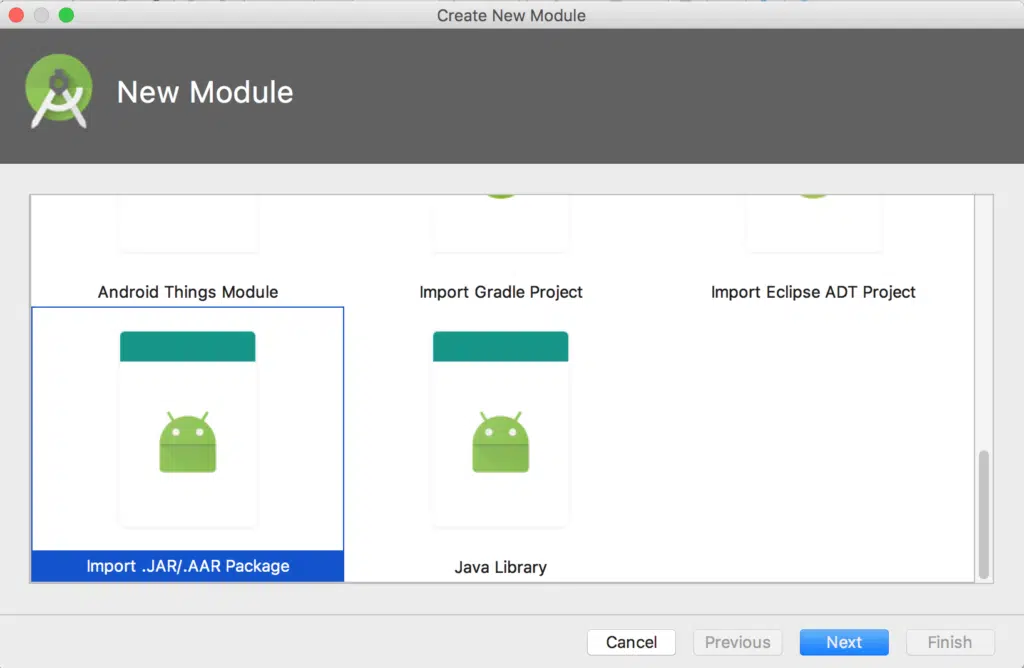 Create New Module
New Module
Android Things Module
Import Gradle Project
Import Eclipse ADT Project
Import .JAR/.AAR Package
Java Library
Cancel
Previous
Next
Finish